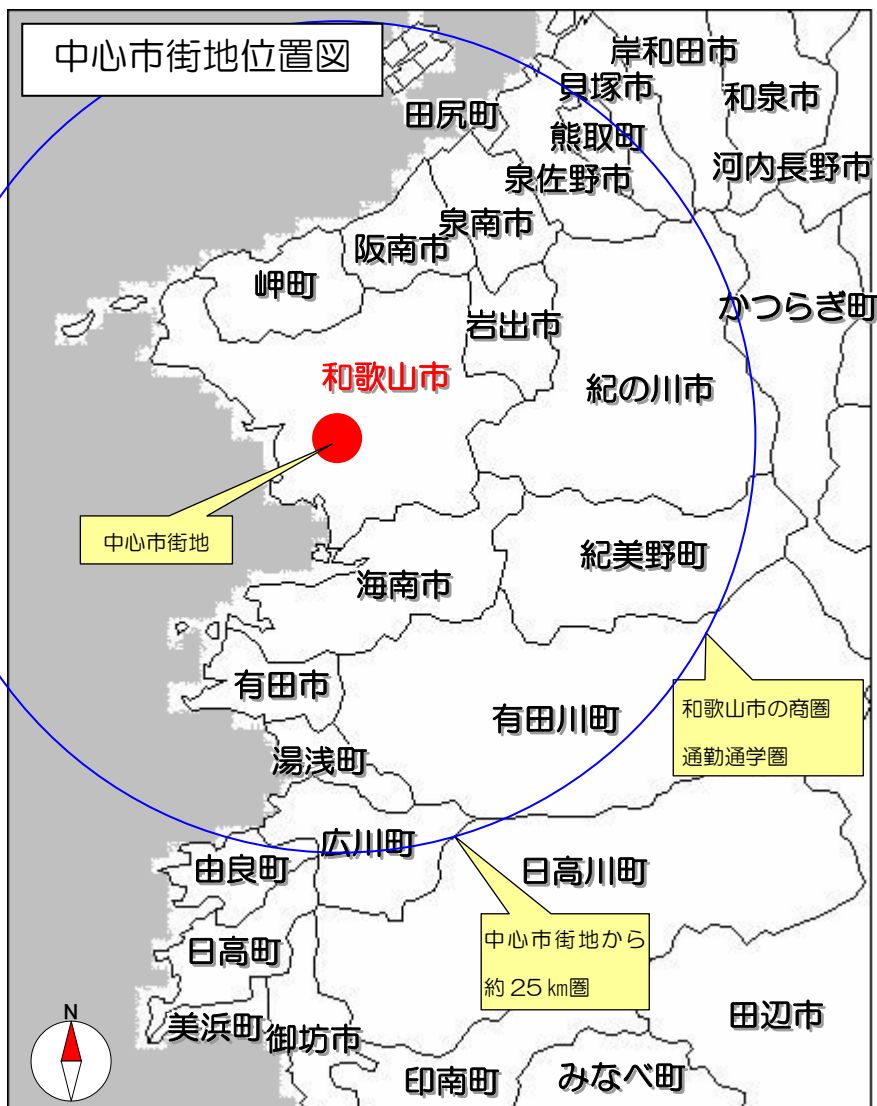 中心市街地位置図
岸和田市
貝塚市
和泉市
田尻町
熊取町
河内長野市
泉佐野市
泉南市
阪南市
岬町
かつらぎ町
岩出市
和歌山市
紀の川市
中心市街地
紀美野町
海南市
有田市
和歌山市の商圏
通勤通学圏
有田川町
湯浅町
広川町
由良町
日高川町
中心市街地から
約25㎞圏
日高町
田辺市
N
美浜町
御坊市
印南町
みなべ町